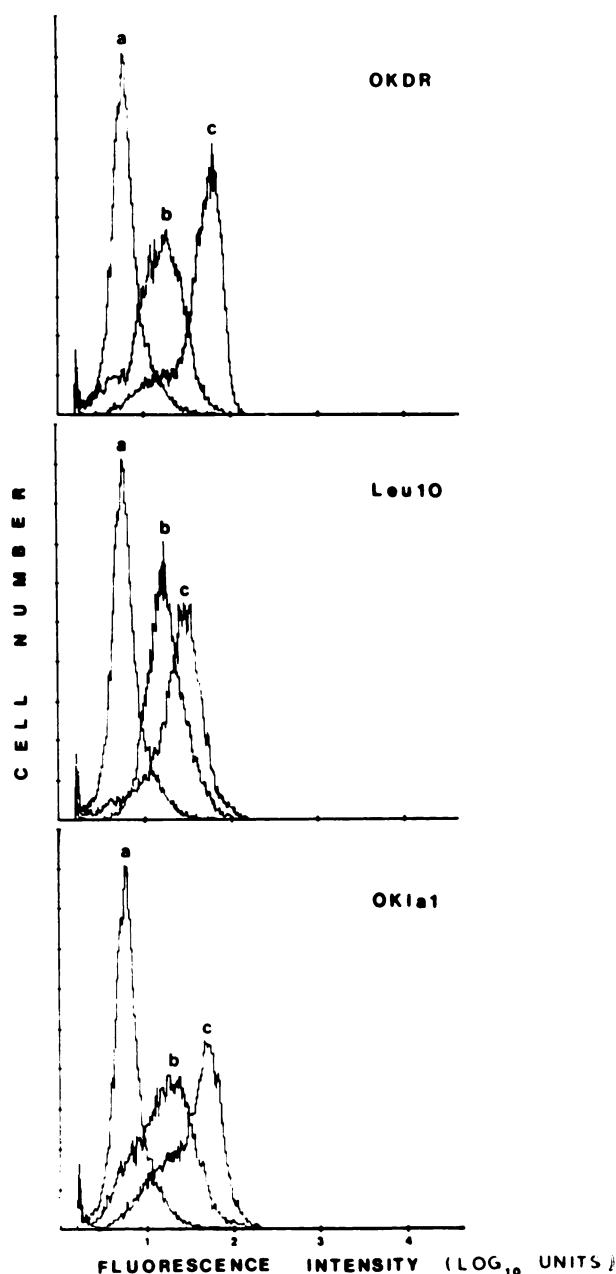 a
OKDR
c
b
a
Leu10
b
c
CELL NUMBER
a
OKIa1
c
b
1 2 3 4
FLUORESCENCE INTENSITY (LOG₁₀ UNITS)